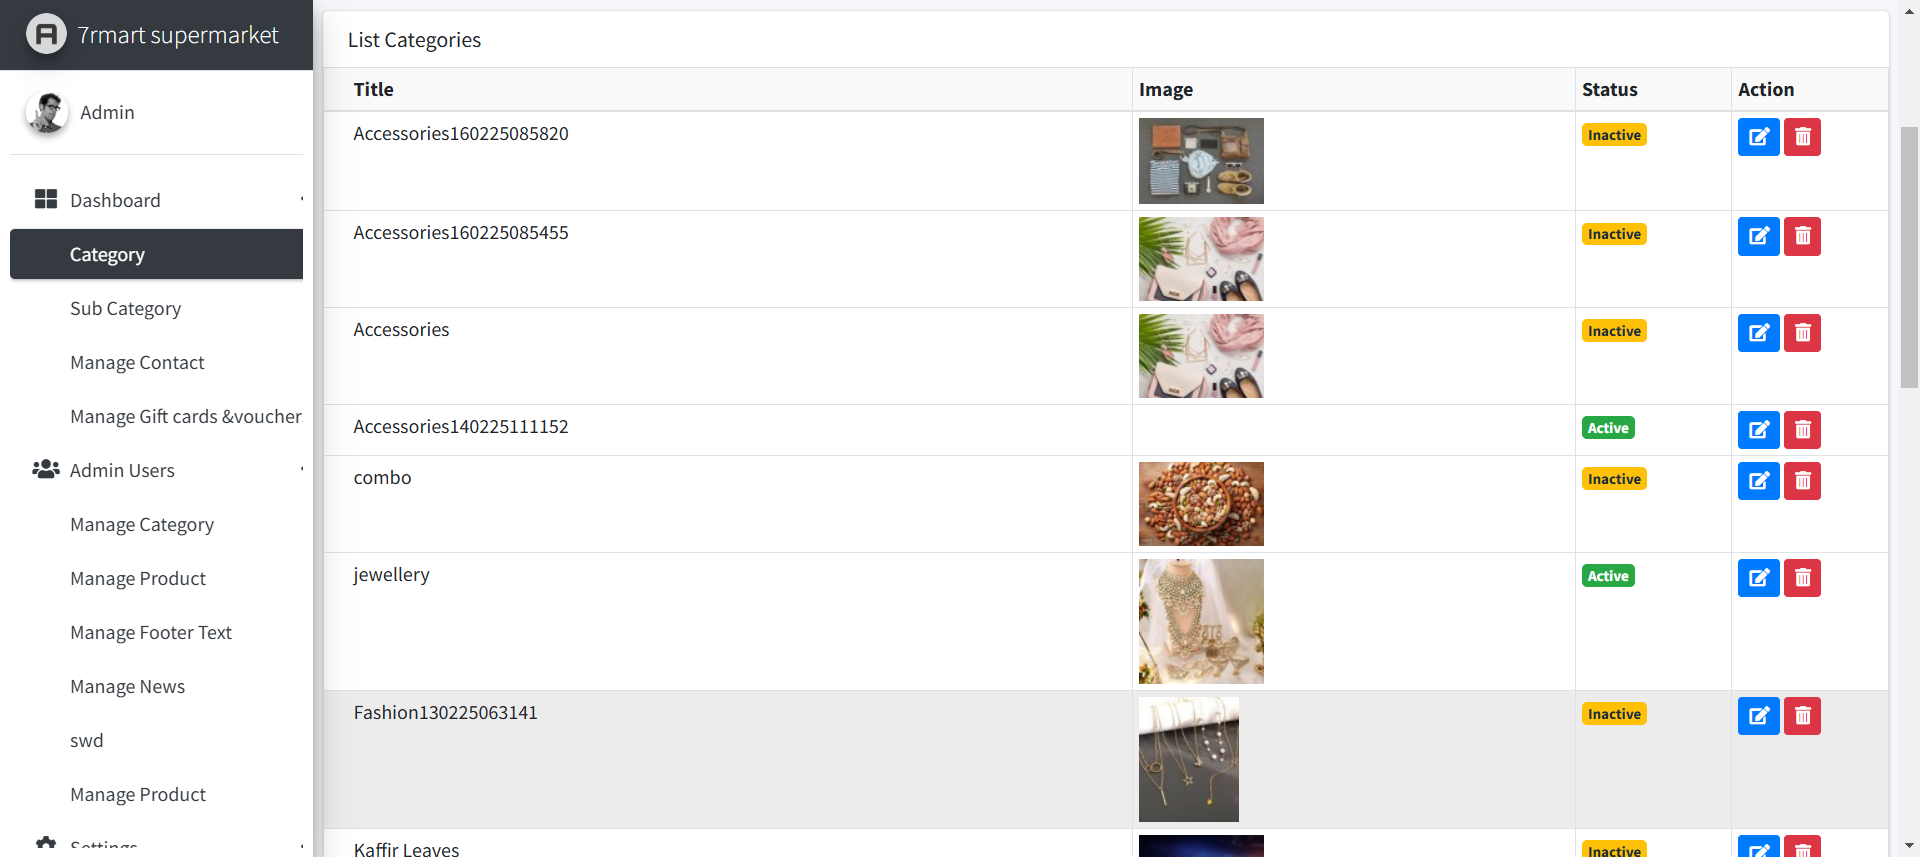 7rmart supermarket
Admin
Dashboard
Category
Sub Category
Manage Contact
Manage Gift cards &voucher
Admin Users
Manage Category
Manage Product
Manage Footer Text
Manage News
swd
Manage Product
Settings
List Categories
Title Image Status Action
Accessories160225085820 Inactive
Accessories160225085455 Inactive
Accessories Inactive
Accessories140225111152 Active
combo Inactive
jewellery Active
Fashion130225063141 Inactive
Kaffir Leaves Inactive